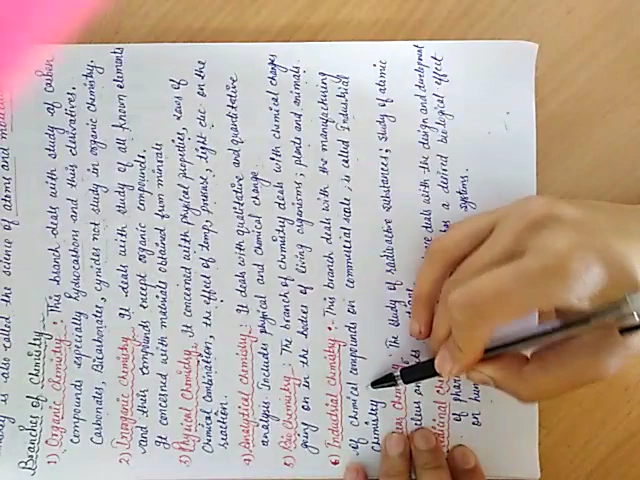 is also called the science of atoms and
Branches of Chemistry
1) Organic Chemistry : This branch deals with study of carbon
compounds especially hydrocarbons and their derivatives.
Carbonates, Bicarbonates, cynides not study in organic chemistry.
2) Inorganic chemistry : It deals with study of all known elements
and their compounds except organic compounds.
It concerned with materials obtained from minerals
3) Physical Chemistry. It concerned with physical properties, laws of
Chemical Combination, the effect of temp, pressure, light etc on the
reaction.
4) Analytical chemistry : It deals with qualitative and quantitative
analysis. Includes physical and chemical change.
5) Bio Chemistry : The branch of chemistry deals with chemical changes
going on in the bodies of living organisms; plants and animals.
6) Industrial chemistry : This branch deals with the manufacturing
of chemical compounds on commercial scale, is called Industrial
Chemistry
The study of radioactive substances; study of atomic
deals with the design and development
a desired biological effect
of
or systems.